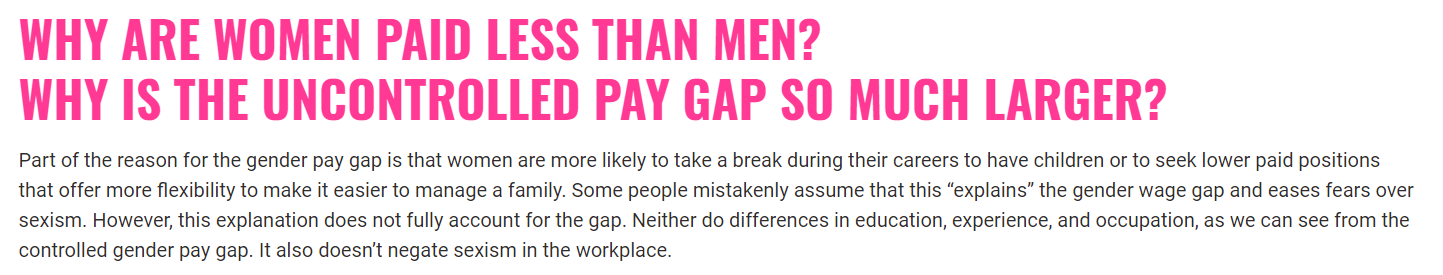 WHY ARE WOMEN PAID LESS THAN MEN?
WHY IS THE UNCONTROLLED PAY GAP SO MUCH LARGER?
Part of the reason for the gender pay gap is that women are more likely to take a break during their careers to have children or to seek lower paid positions
that offer more flexibility to make it easier to manage a family. Some people mistakenly assume that this “explains” the gender wage gap and eases fears over
sexism. However, this explanation does not fully account for the gap. Neither do differences in education, experience, and occupation, as we can see from the
controlled gender pay gap. It also doesn’t negate sexism in the workplace.